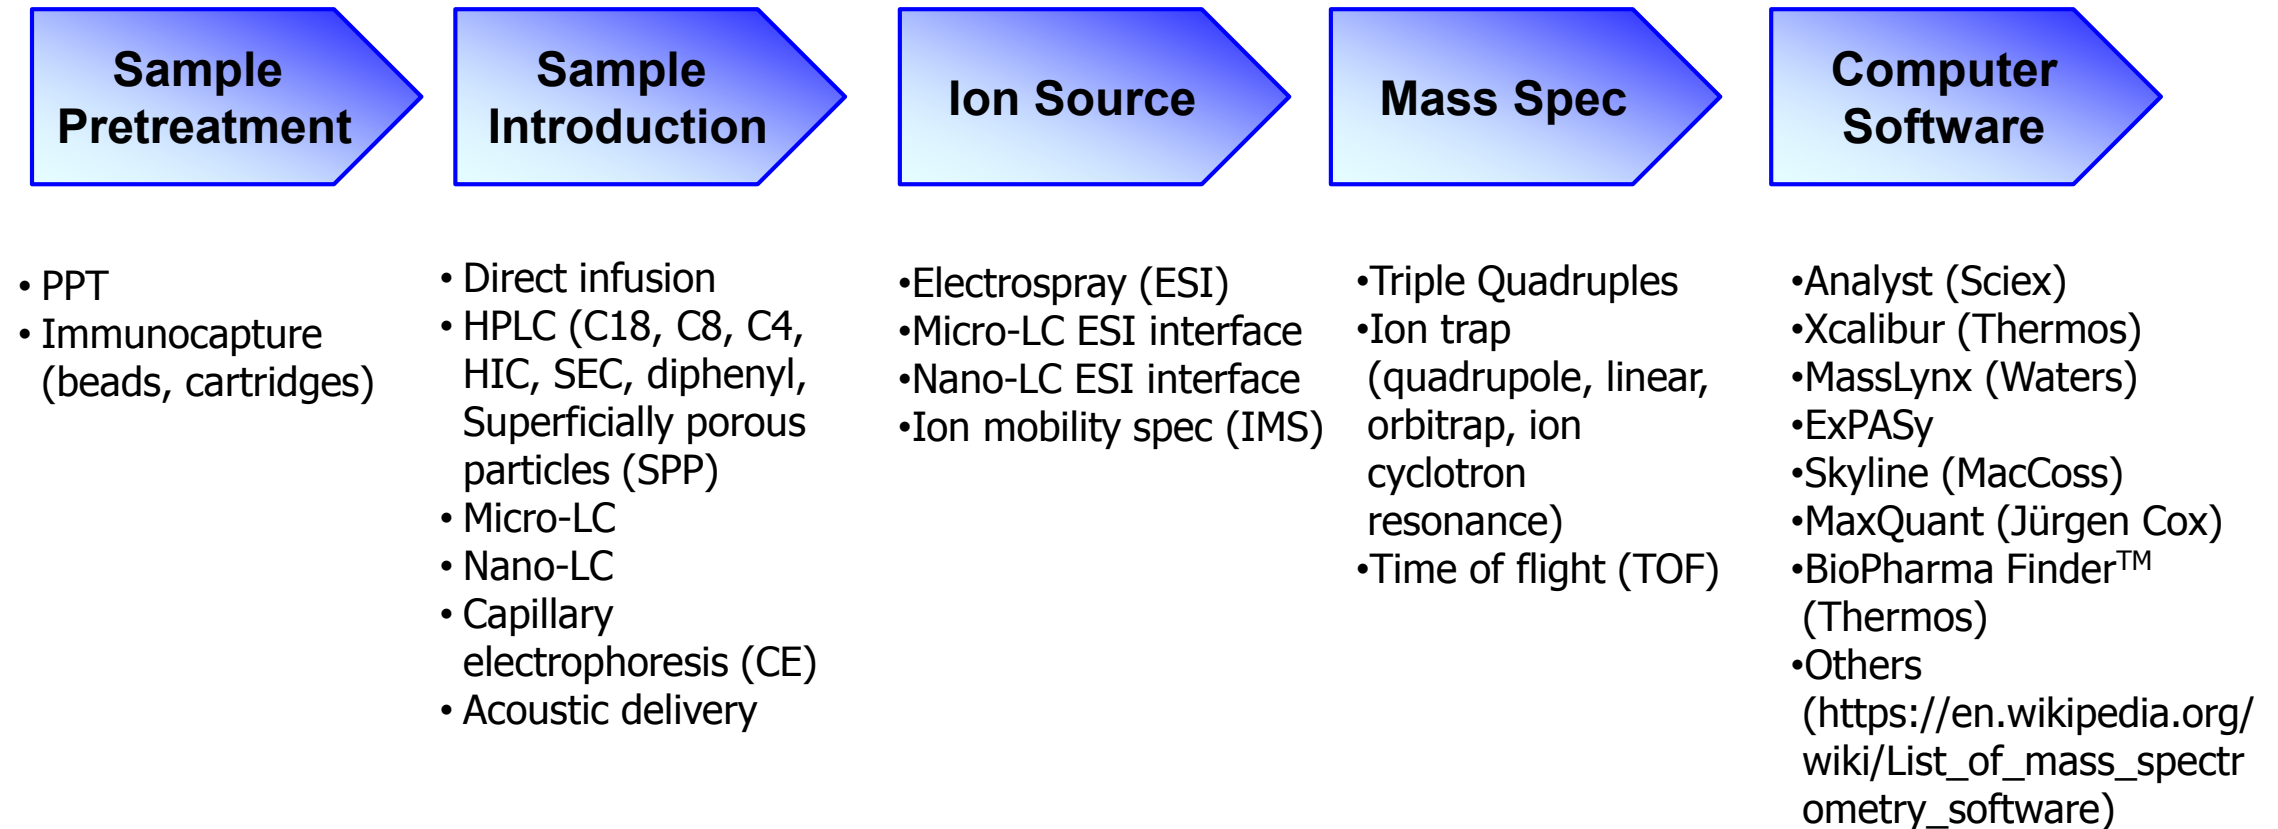 Sample
Pretreatment
Sample
Introduction
Ion Source
Mass Spec
Computer
Software
• PPT
• Immunocapture
(beads, cartridges)
• Direct infusion
• HPLC (C18, C8, C4,
HIC, SEC, diphenyl,
Superficially porous
particles (SPP)
• Micro-LC
• Nano-LC
• Capillary
electrophoresis (CE)
• Acoustic delivery
•Electrospray (ESI)
•Micro-LC ESI interface
•Nano-LC ESI interface
•Ion mobility spec (IMS)
•Triple Quadruples
•Ion trap
(quadrupole, linear,
orbitrap, ion
cyclotron
resonance)
•Time of flight (TOF)
•Analyst (Sciex)
•Xcalibur (Thermos)
•MassLynx (Waters)
•ExPASy
•Skyline (MacCoss)
•MaxQuant (Jürgen Cox)
•BioPharma Finder™
(Thermos)
•Others
(https://en.wikipedia.org/
wiki/List_of_mass_spectr
ometry_software)